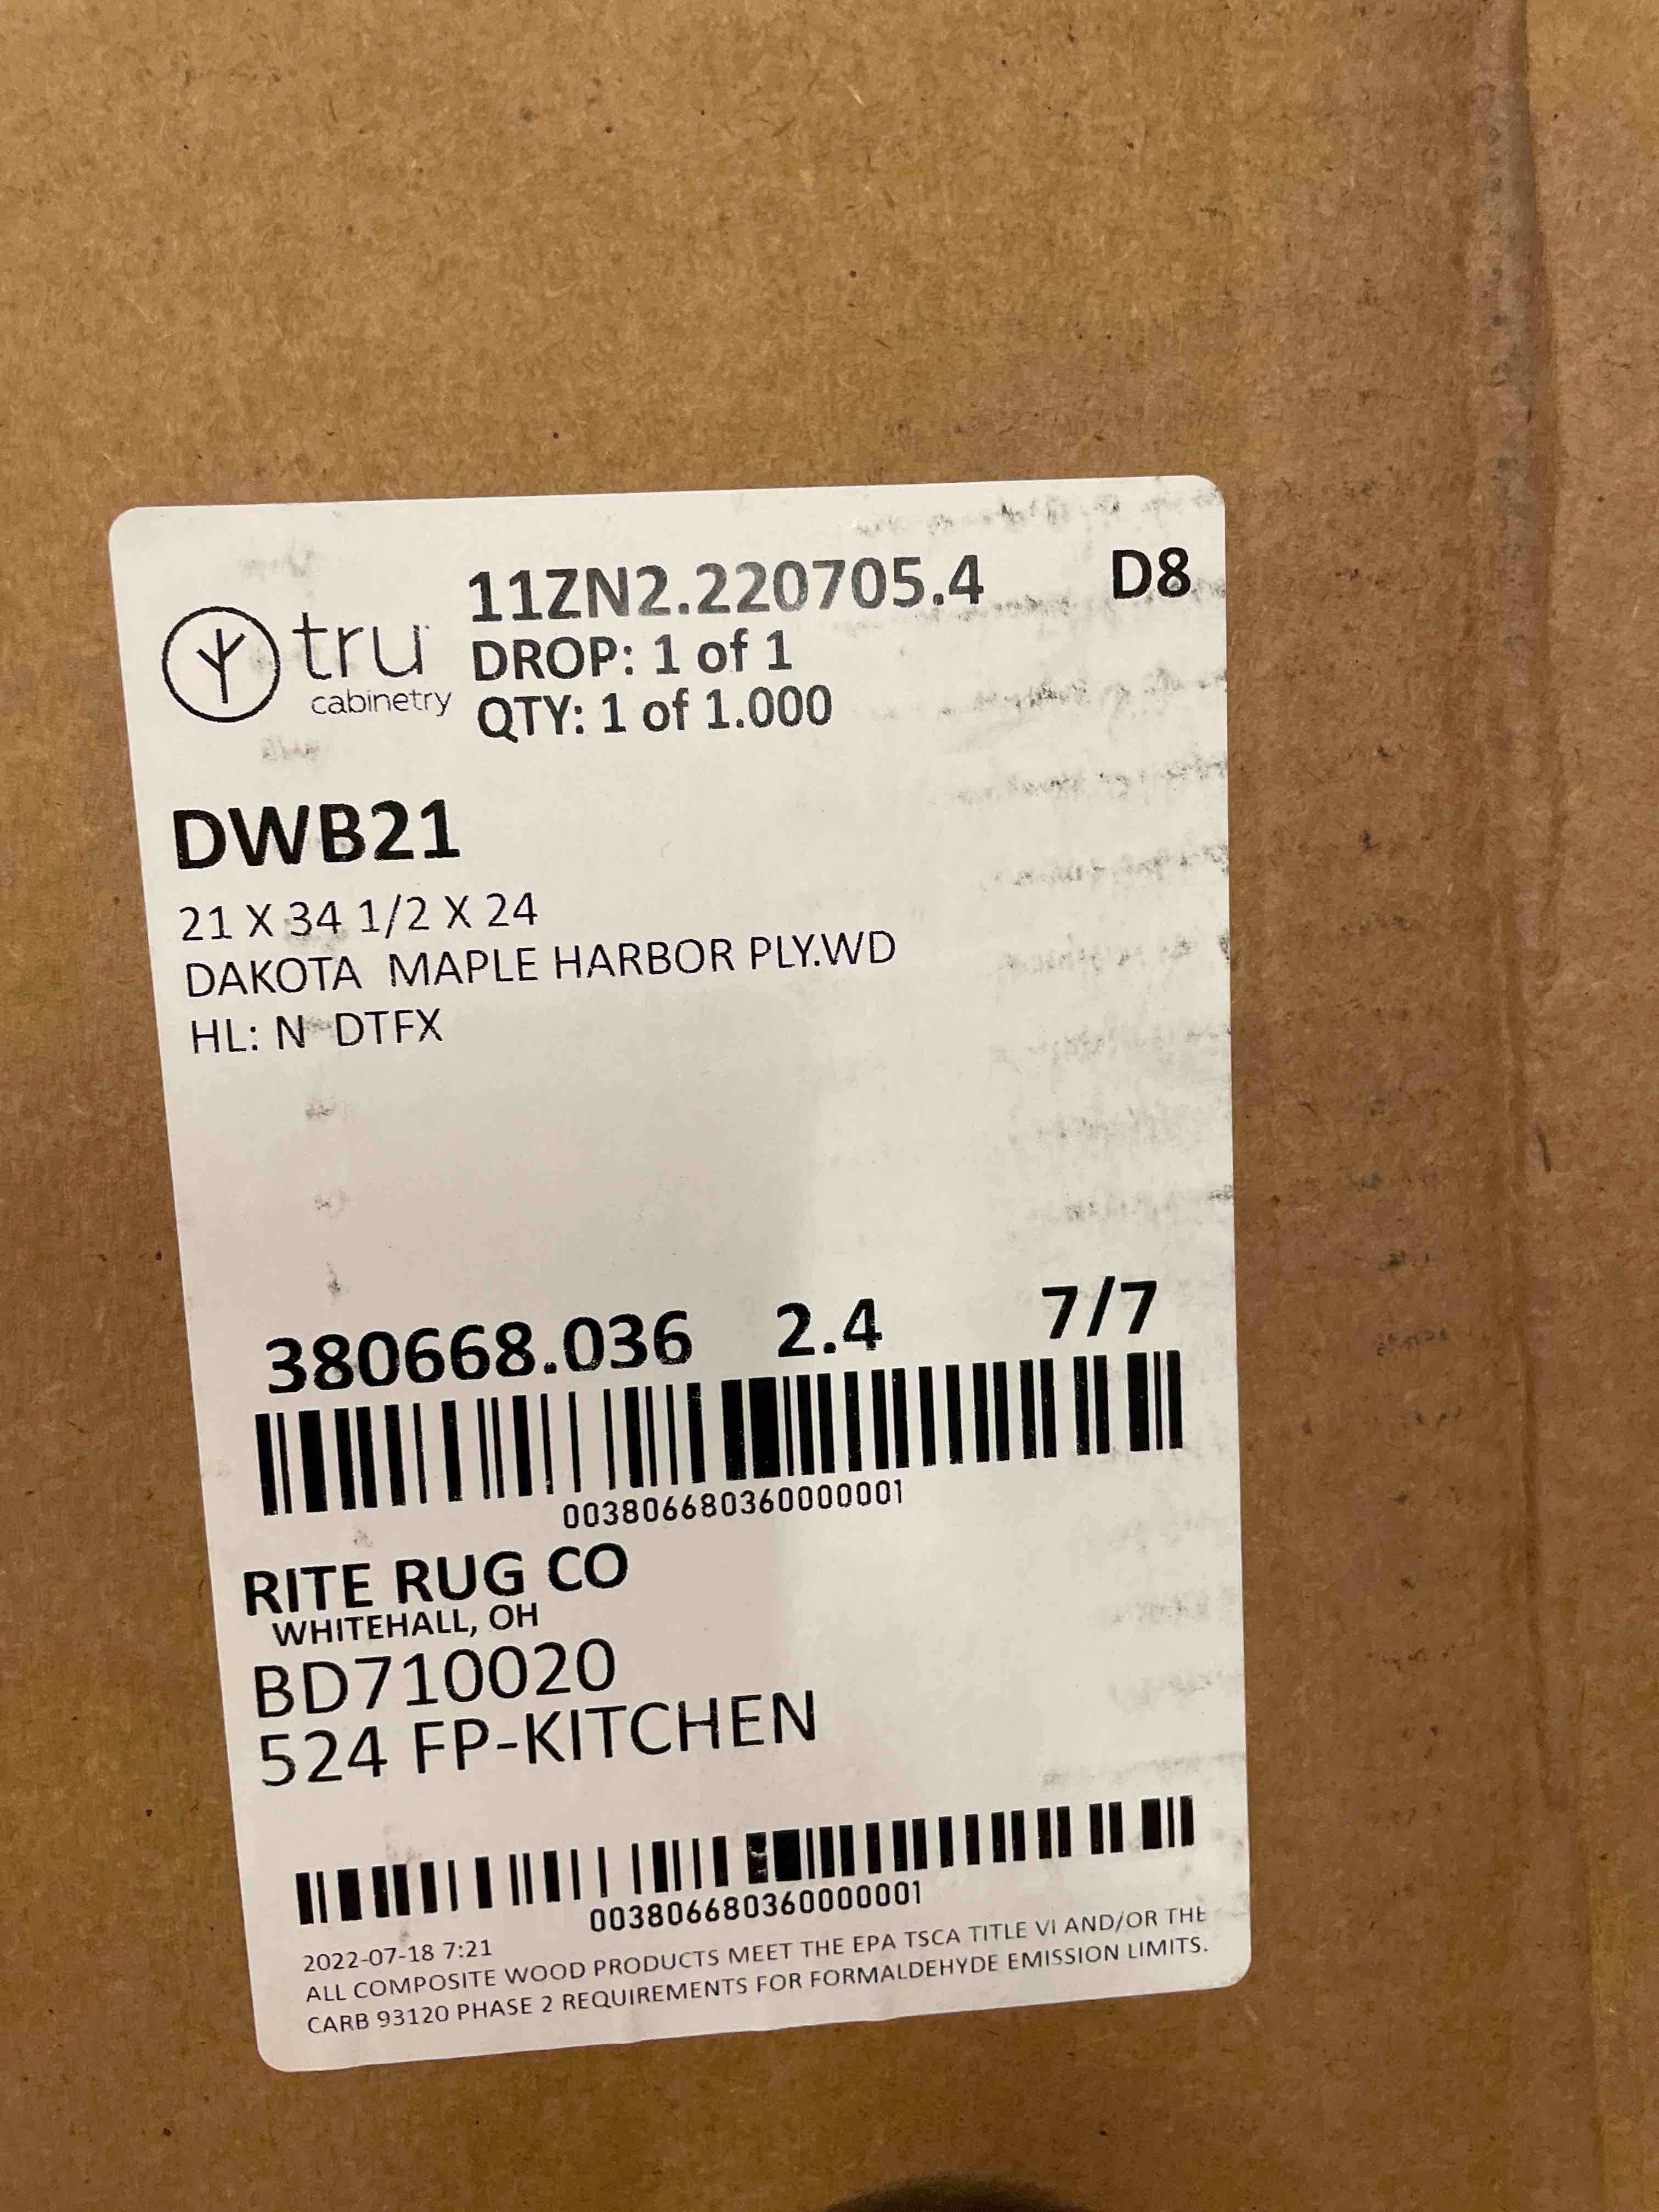 11ZN2.220705.4 D8
tru
cabinetry
DROP: 1 of 1
QTY: 1 of 1.000
DWB21
21 X 34 1/2 X 24
DAKOTA MAPLE HARBOR PLY.WD
HL: N DTFX
380668.036 2.4 7/7
003806680360000001
RITE RUG CO
WHITEHALL, OH
BD710020
524 FP-KITCHEN
003806680360000001
2022-07-18 7:21
ALL COMPOSITE WOOD PRODUCTS MEET THE EPA TSCA TITLE VI AND/OR THE
CARB 93120 PHASE 2 REQUIREMENTS FOR FORMALDEHYDE EMISSION LIMITS.